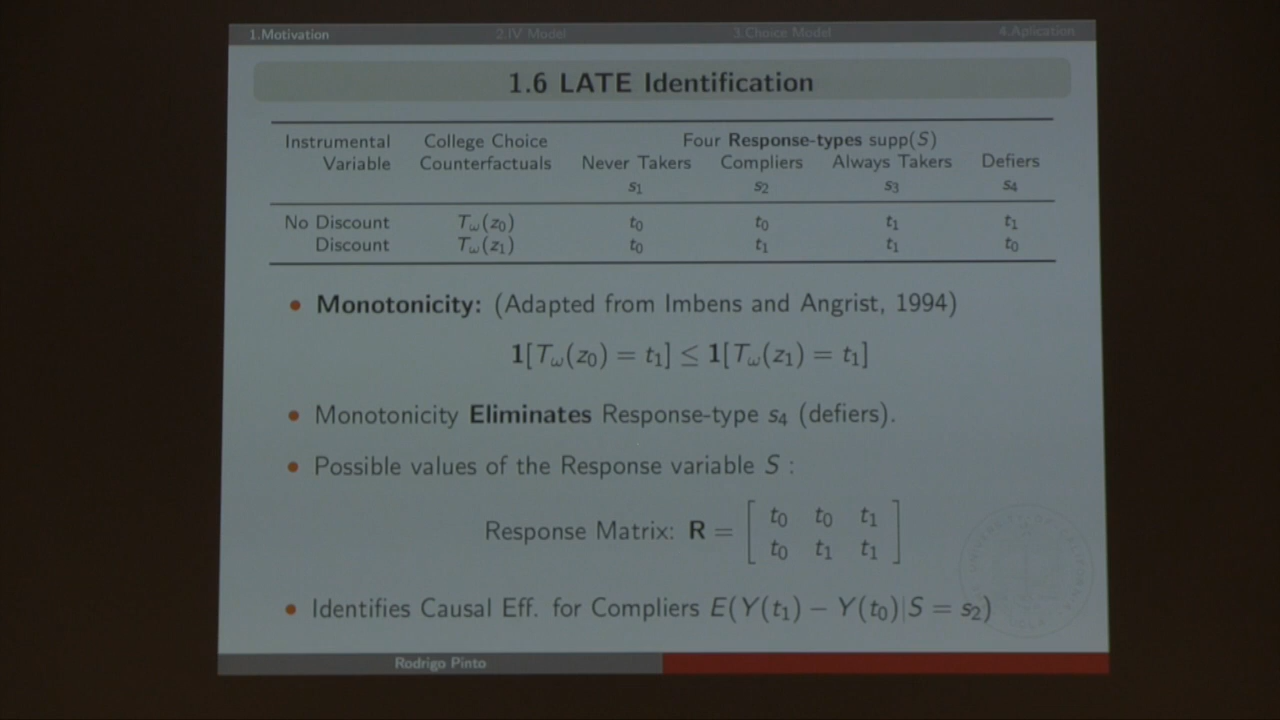 1.Motivation 2.IV Model 3.Choice Model 4.Aplication
1.6 LATE Identification
Instrumental College Choice Four Response-types supp(S)
Variable Counterfactuals Never Takers Compliers Always Takers Defiers
s₁ s₂ s₃ s₄
No Discount T_ω(z₀) t₀ t₀ t₁ t₁
Discount T_ω(z₁) t₀ t₁ t₁ t₀
• Monotonicity: (Adapted from Imbens and Angrist, 1994)
1[T_ω(z₀) = t₁] ≤ 1[T_ω(z₁) = t₁]
• Monotonicity Eliminates Response-type s₄ (defiers).
• Possible values of the Response variable S :
Response Matrix: R = [ t₀ t₀ t₁
t₀ t₁ t₁ ]
• Identifies Causal Eff. for Compliers E(Y(t₁) − Y(t₀)|S = s₂)
Rodrigo Pinto